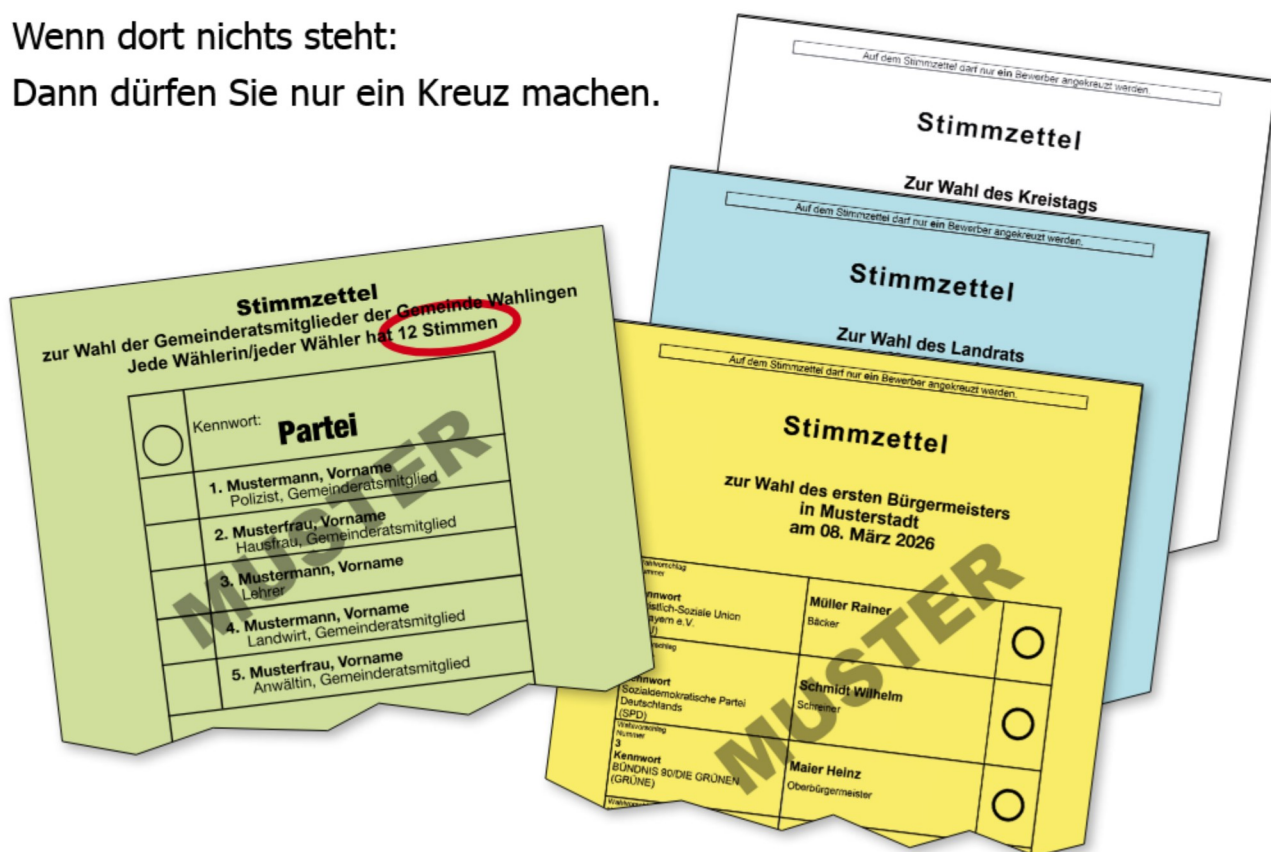 Wenn dort nichts steht:
Dann dürfen Sie nur ein Kreuz machen.
Auf dem Stimmzettel darf nur ein Bewerber angekreuzt werden.
Stimmzettel
Zur Wahl des Kreistags
Auf dem Stimmzettel darf nur ein Bewerber angekreuzt werden.
Stimmzettel
Zur Wahl des Landrats
Stimmzettel
zur Wahl der Gemeinderatsmitglieder der Gemeinde Wahlingen
Jede Wählerin/jeder Wähler hat 12 Stimmen
Kennwort: Partei
1. Mustermann, Vorname
Polizist, Gemeinderatsmitglied
2. Musterfrau, Vorname
Hausfrau, Gemeinderatsmitglied
3. Mustermann, Vorname
Lehrer
4. Mustermann, Vorname
Landwirt, Gemeinderatsmitglied
5. Musterfrau, Vorname
Anwältin, Gemeinderatsmitglied
MUSTER
Auf dem Stimmzettel darf nur ein Bewerber angekreuzt werden.
Stimmzettel
zur Wahl des ersten Bürgermeisters
in Musterstadt
am 08. März 2026
Müller Rainer
Bäcker
Sozialdemokratische Partei
Deutschlands
(SPD)
Schmidt Wilhelm
Schreiner
Wahlvorschlag
Nummer
3
Kennwort
BÜNDNIS 90/DIE GRÜNEN
(GRÜNE)
Maier Heinz
Oberbürgermeister
MUSTER